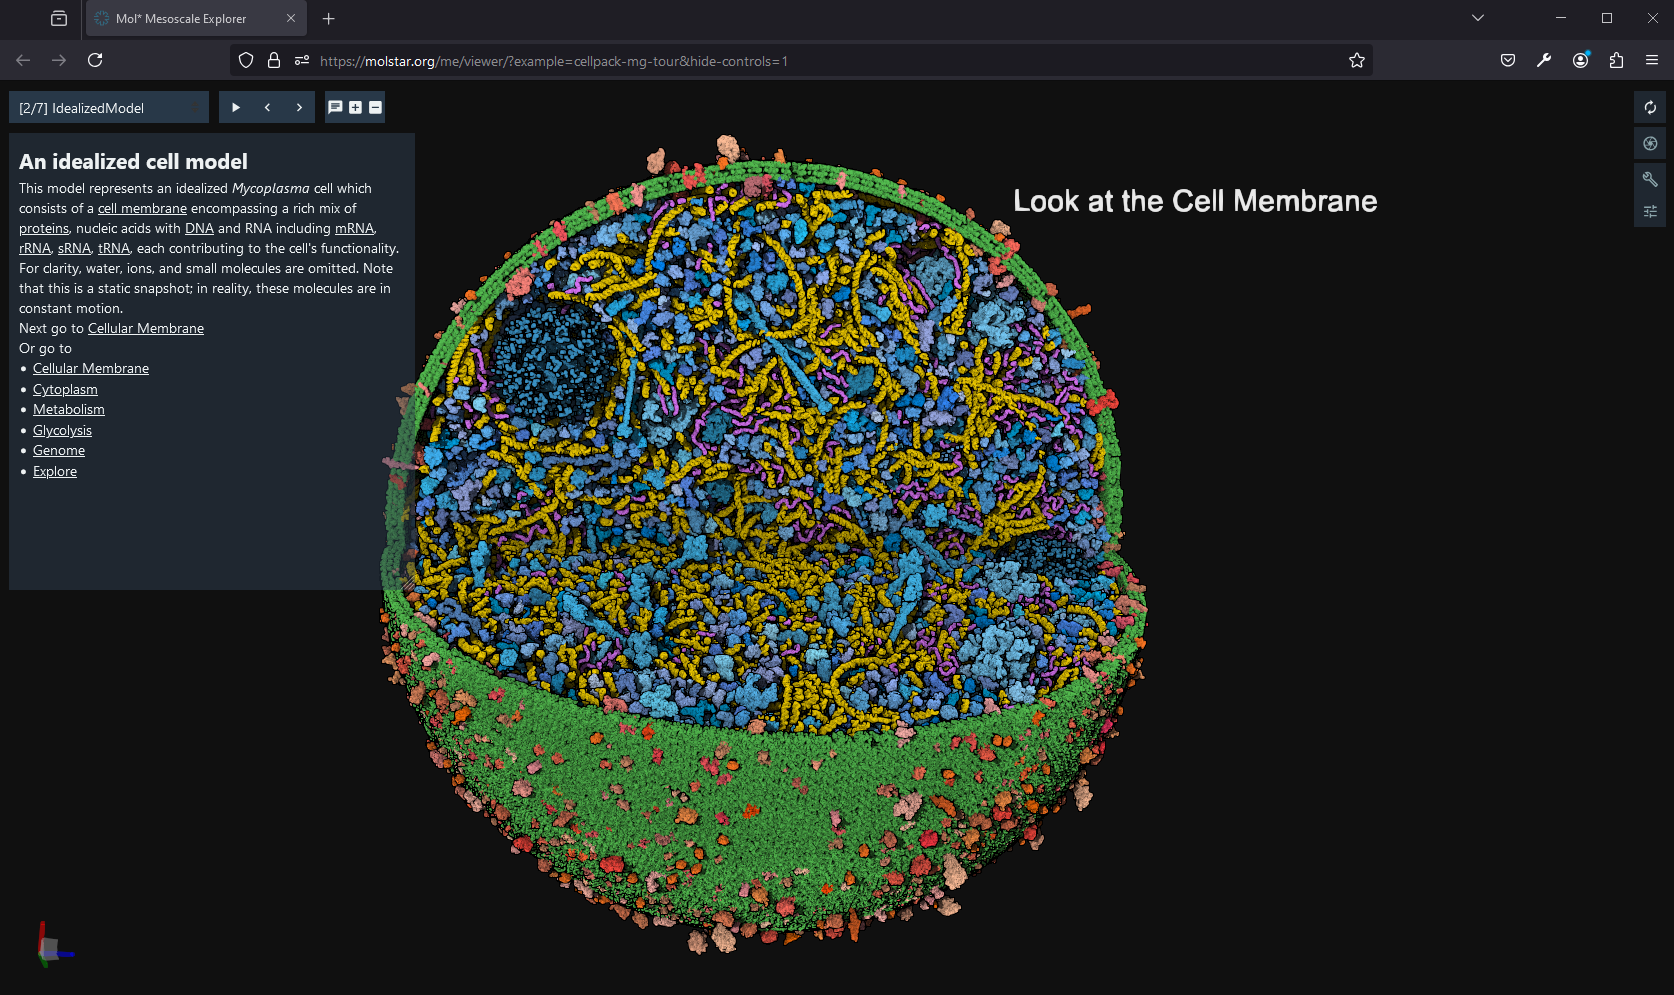 Mol* Mesoscale Explorer
https://molstar.org/me/viewer/?example=cellpack-mg-tour&hide-controls=1
[2/7] IdealizedModel
An idealized cell model
This model represents an idealized Mycoplasma cell which
consists of a cell membrane encompassing a rich mix of
proteins, nucleic acids with DNA and RNA including mRNA,
rRNA, sRNA, tRNA, each contributing to the cell's functionality.
For clarity, water, ions, and small molecules are omitted. Note
that this is a static snapshot; in reality, these molecules are in
constant motion.
Next go to Cellular Membrane
Or go to
• Cellular Membrane
• Cytoplasm
• Metabolism
• Glycolysis
• Genome
• Explore
Look at the Cell Membrane